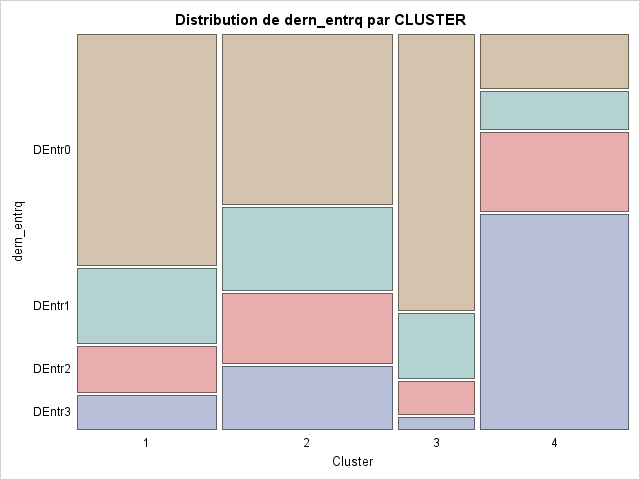 Distribution de dern_entrq par CLUSTER
dern_entrq
DEntr0
DEntr1
DEntr2
DEntr3
1 2 3 4
Cluster